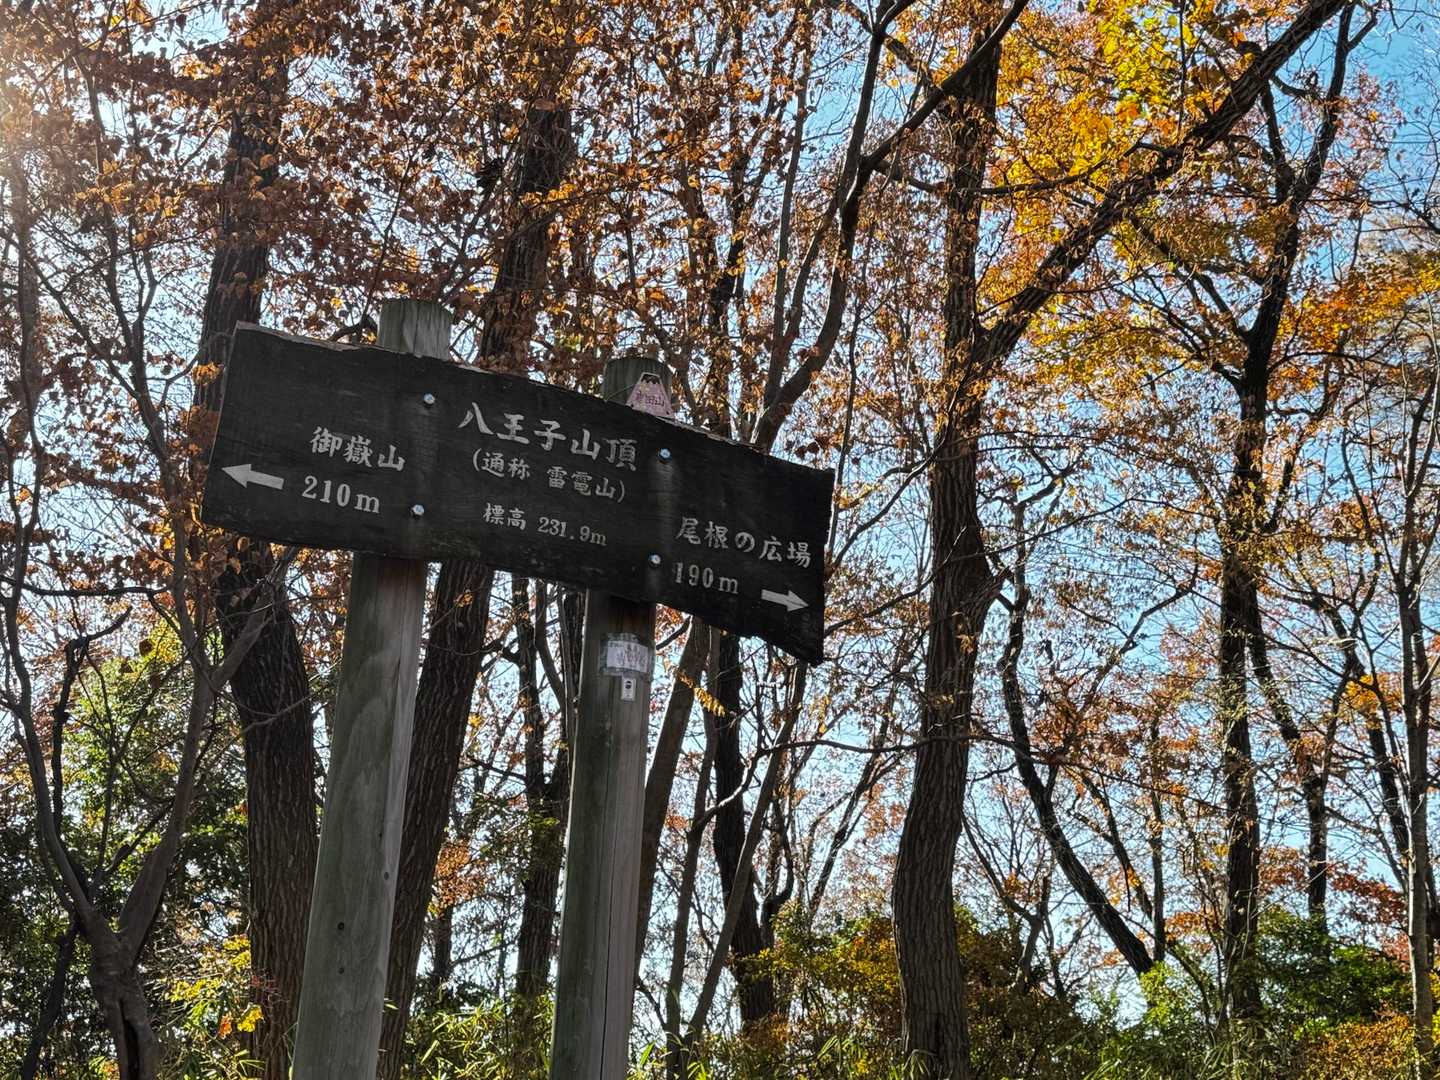 八王子山頂
(通称 雷電山)
標高 231.9m
御嶽山
210m
尾根の広場
190m